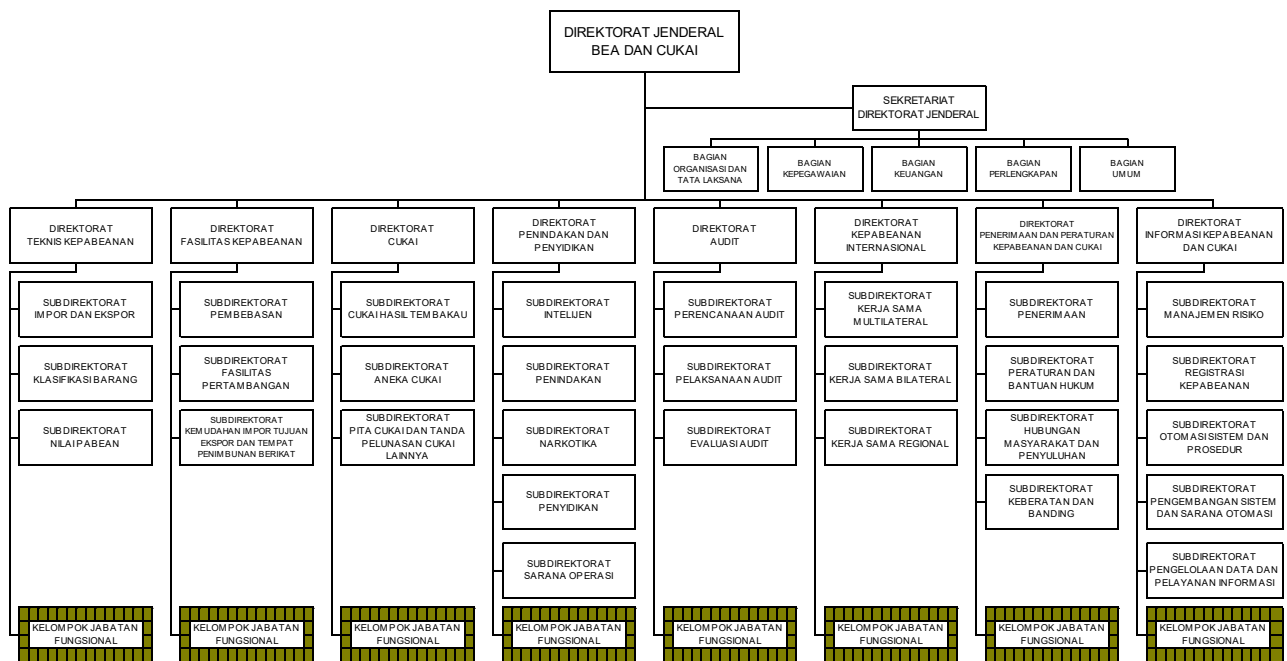 DIREKTORAT JENDERAL
BEA DAN CUKAI
SEKRETARIAT
DIREKTORAT JENDERAL
BAGIAN
ORGANISASI DAN
TATA LAKSANA
BAGIAN
KEPEGAWAIAN
BAGIAN
KEUANGAN
BAGIAN
PERLENGKAPAN
BAGIAN
UMUM
DIREKTORAT
TEKNIS KEPABEANAN
DIREKTORAT
FASILITAS KEPABEANAN
DIREKTORAT
CUKAI
DIREKTORAT
PENINDAKAN DAN
PENYIDIKAN
DIREKTORAT
AUDIT
DIREKTORAT
KEPABEANAN
INTERNASIONAL
DIREKTORAT
PENERIMAAN DAN PERATURAN
KEPABEANAN DAN CUKAI
DIREKTORAT
INFORMASI KEPABEANAN
DAN CUKAI
SUBDIREKTORAT
IMPOR DAN EKSPOR
SUBDIREKTORAT
PEMBEBASAN
SUBDIREKTORAT
CUKAI HASIL TEMBAKAU
SUBDIREKTORAT
INTELIJEN
SUBDIREKTORAT
PERENCANAAN AUDIT
SUBDIREKTORAT
KERJA SAMA
MULTILATERAL
SUBDIREKTORAT
PENERIMAAN
SUBDIREKTORAT
MANAJEMEN RISIKO
SUBDIREKTORAT
KLASIFIKASI BARANG
SUBDIREKTORAT
FASILITAS
PERTAMBANGAN
SUBDIREKTORAT
ANEKA CUKAI
SUBDIREKTORAT
PENINDAKAN
SUBDIREKTORAT
PELAKSANAAN AUDIT
SUBDIREKTORAT
KERJA SAMA BILATERAL
SUBDIREKTORAT
PERATURAN DAN
BANTUAN HUKUM
SUBDIREKTORAT
REGISTRASI
KEPABEANAN
SUBDIREKTORAT
NILAI PABEAN
SUBDIREKTORAT
KEMUDAHAN IMPOR TUJUAN
EKSPOR DAN TEMPAT
PENIMBUNAN BERIKAT
SUBDIREKTORAT
PITA CUKAI DAN TANDA
PELUNASAN CUKAI
LAINNYA
SUBDIREKTORAT
NARKOTIKA
SUBDIREKTORAT
EVALUASI AUDIT
SUBDIREKTORAT
KERJA SAMA REGIONAL
SUBDIREKTORAT
HUBUNGAN
MASYARAKAT DAN
PENYULUHAN
SUBDIREKTORAT
OTOMASI SISTEM DAN
PROSEDUR
SUBDIREKTORAT
PENYIDIKAN
SUBDIREKTORAT
KEBERATAN DAN
BANDING
SUBDIREKTORAT
PENGEMBANGAN SISTEM
DAN SARANA OTOMASI
SUBDIREKTORAT
SARANA OPERASI
SUBDIREKTORAT
PENGELOLAAN DATA DAN
PELAYANAN INFORMASI
KELOMPOK JABATAN
FUNGSIONAL
KELOMPOK JABATAN
FUNGSIONAL
KELOMPOK JABATAN
FUNGSIONAL
KELOMPOK JABATAN
FUNGSIONAL
KELOMPOK JABATAN
FUNGSIONAL
KELOMPOK JABATAN
FUNGSIONAL
KELOMPOK JABATAN
FUNGSIONAL
KELOMPOK JABATAN
FUNGSIONAL